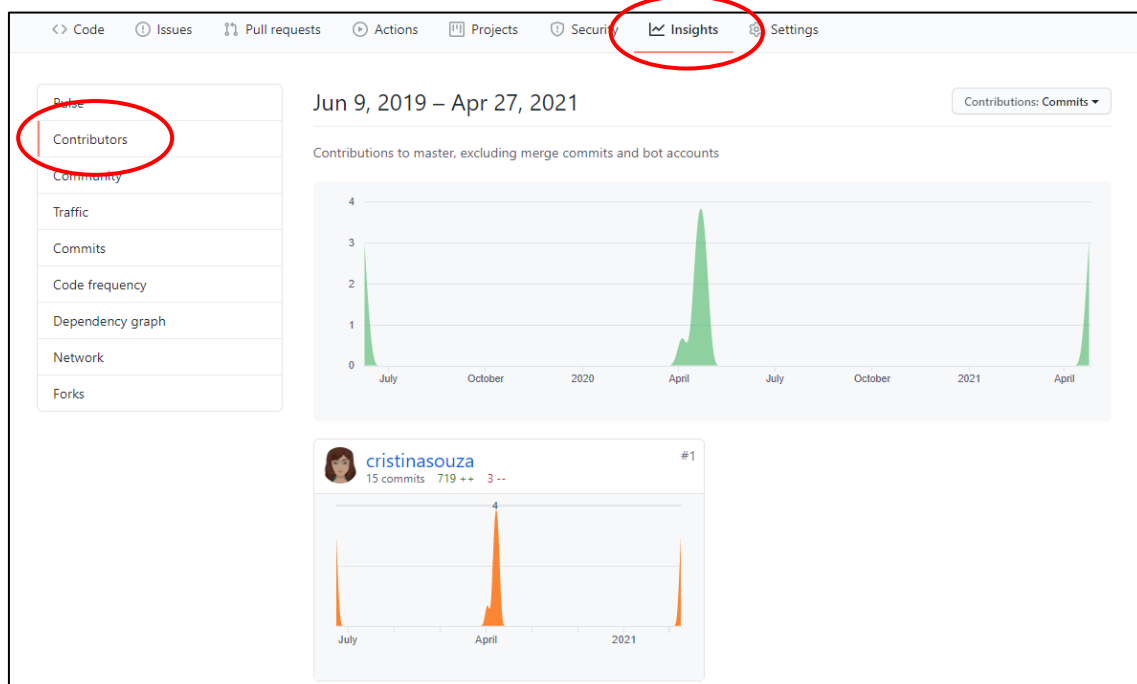 Code Issues Pull requests Actions Projects Security Insights Settings
Pulse
Contributors
Community
Traffic
Commits
Code frequency
Dependency graph
Network
Forks
Jun 9, 2019 – Apr 27, 2021
Contributions: Commits
Contributions to master, excluding merge commits and bot accounts
4
3
2
1
0
July October 2020 April July October 2021 April
cristinasouza #1
15 commits 719 ++ 3 --
4
July April 2021